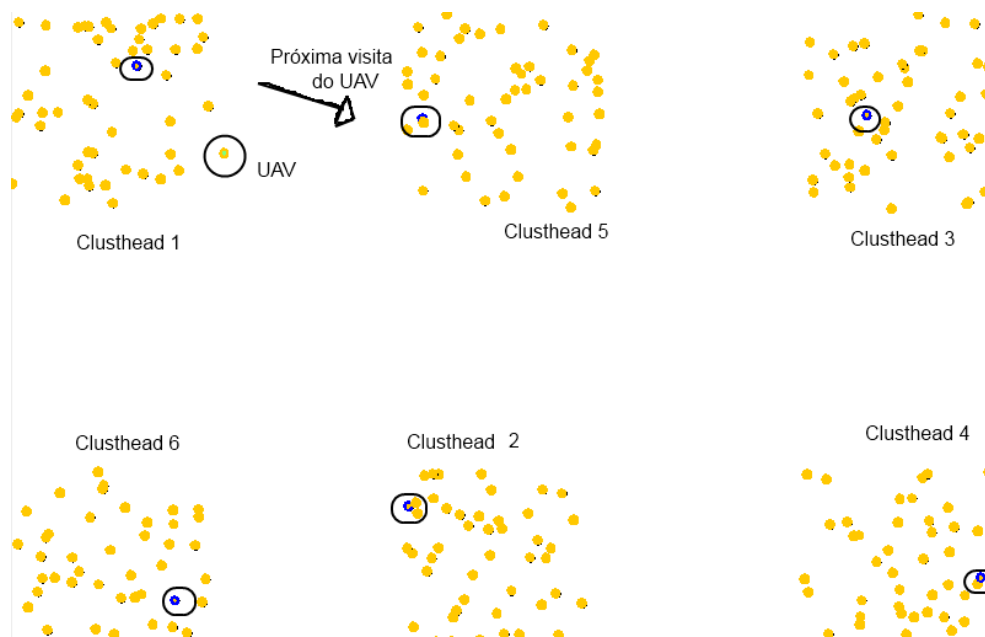 Próxima visita
do UAV
UAV
Clusthead 1
Clusthead 5
Clusthead 3
Clusthead 6
Clusthead 2
Clusthead 4